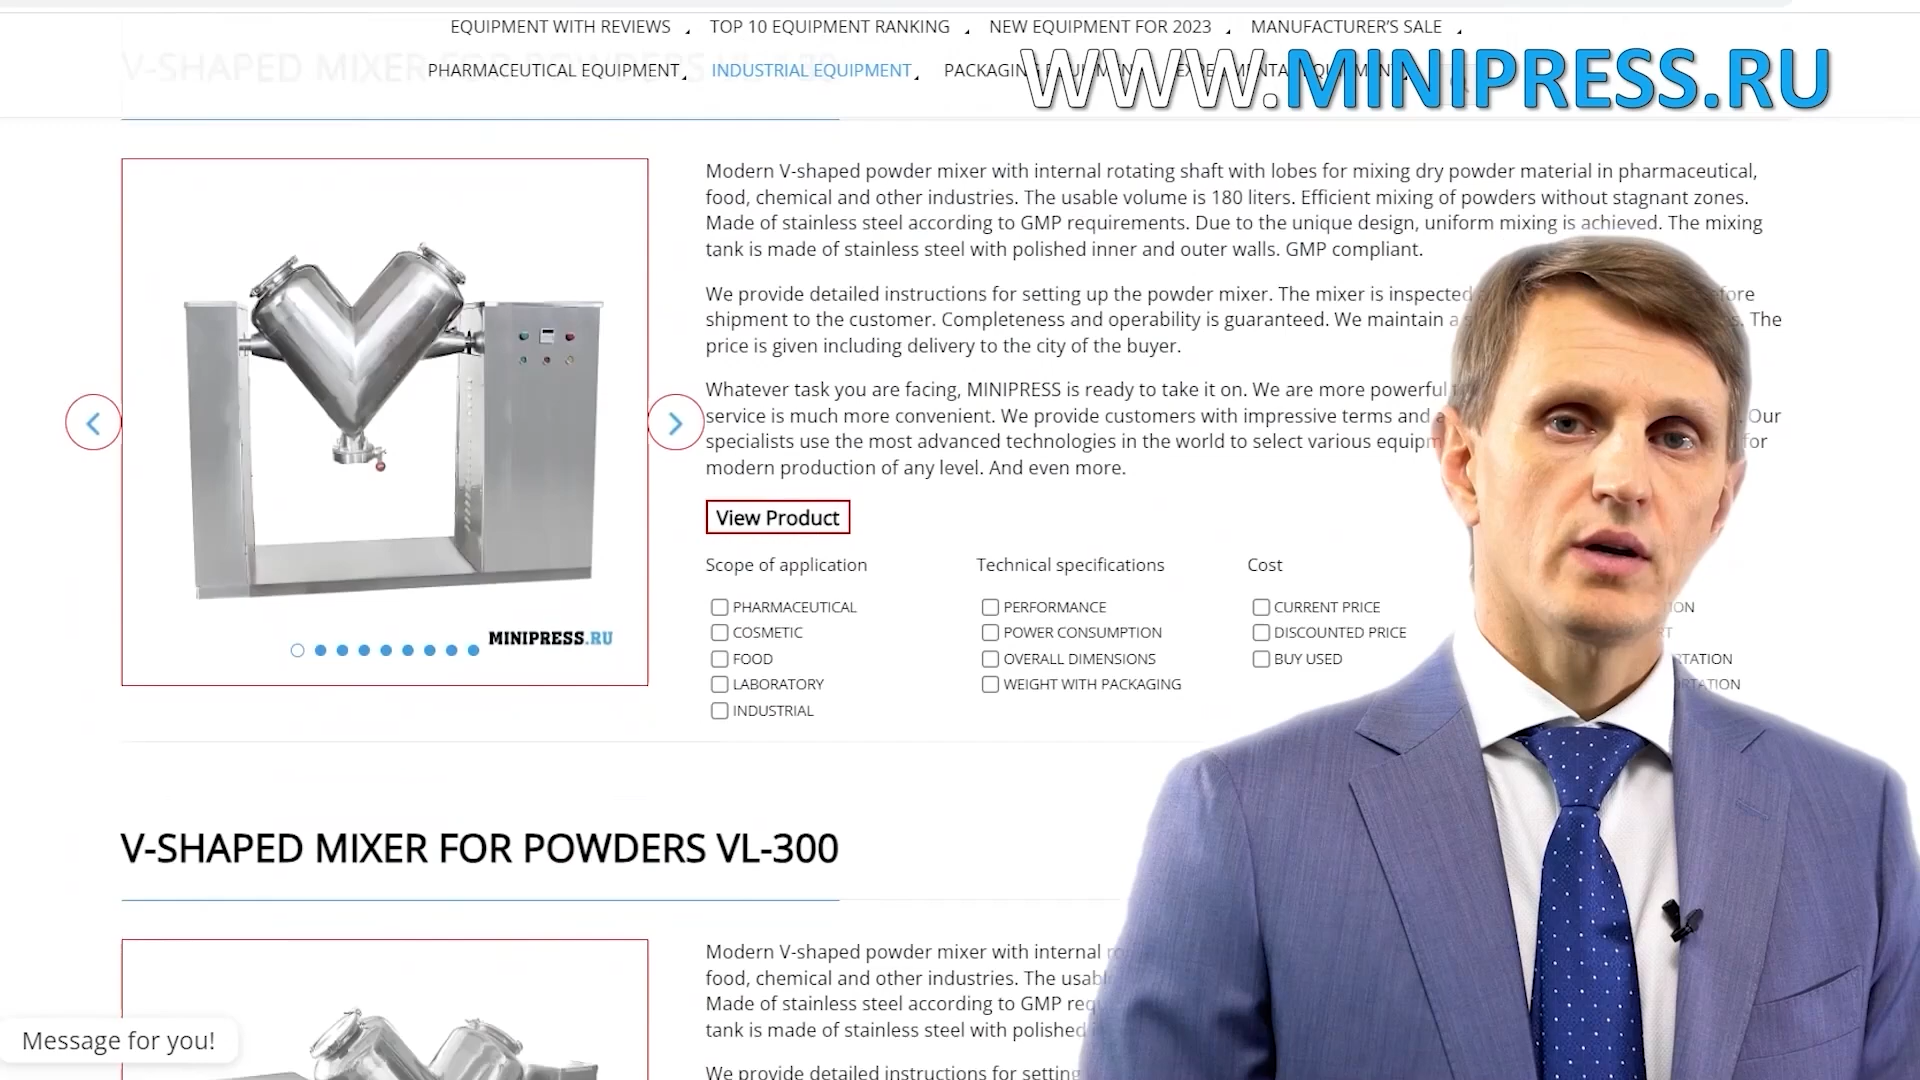 EQUIPMENT WITH REVIEWS TOP 10 EQUIPMENT RANKING NEW EQUIPMENT FOR 2023 MANUFACTURER'S SALE
V-SHAPED MIXER FOR POWDERS
PHARMACEUTICAL EQUIPMENT INDUSTRIAL EQUIPMENT
WWW.MINIPRESS.RU
Modern V-shaped powder mixer with internal rotating shaft with lobes for mixing dry powder material in pharmaceutical,
food, chemical and other industries. The usable volume is 180 liters. Efficient mixing of powders without stagnant zones.
Made of stainless steel according to GMP requirements. Due to the unique design, uniform mixing is achieved. The mixing
tank is made of stainless steel with polished inner and outer walls. GMP compliant.
We provide detailed instructions for setting up the powder mixer. The mixer is inspected
shipment to the customer. Completeness and operability is guaranteed. We maintain a The
price is given including delivery to the city of the buyer.
Whatever task you are facing, MINIPRESS is ready to take it on. We are more powerful
service is much more convenient. We provide customers with impressive terms and Our
specialists use the most advanced technologies in the world to select various for
modern production of any level. And even more.
View Product
Scope of application Technical specifications Cost
PHARMACEUTICAL PERFORMANCE CURRENT PRICE
COSMETIC POWER CONSUMPTION DISCOUNTED PRICE
FOOD OVERALL DIMENSIONS BUY USED
LABORATORY WEIGHT WITH PACKAGING
INDUSTRIAL
MINIPRESS.RU
V-SHAPED MIXER FOR POWDERS VL-300
Modern V-shaped powder mixer with internal
food, chemical and other industries. The
Made of stainless steel according to GMP
tank is made of stainless steel with polished
We provide detailed instructions for setting
Message for you!